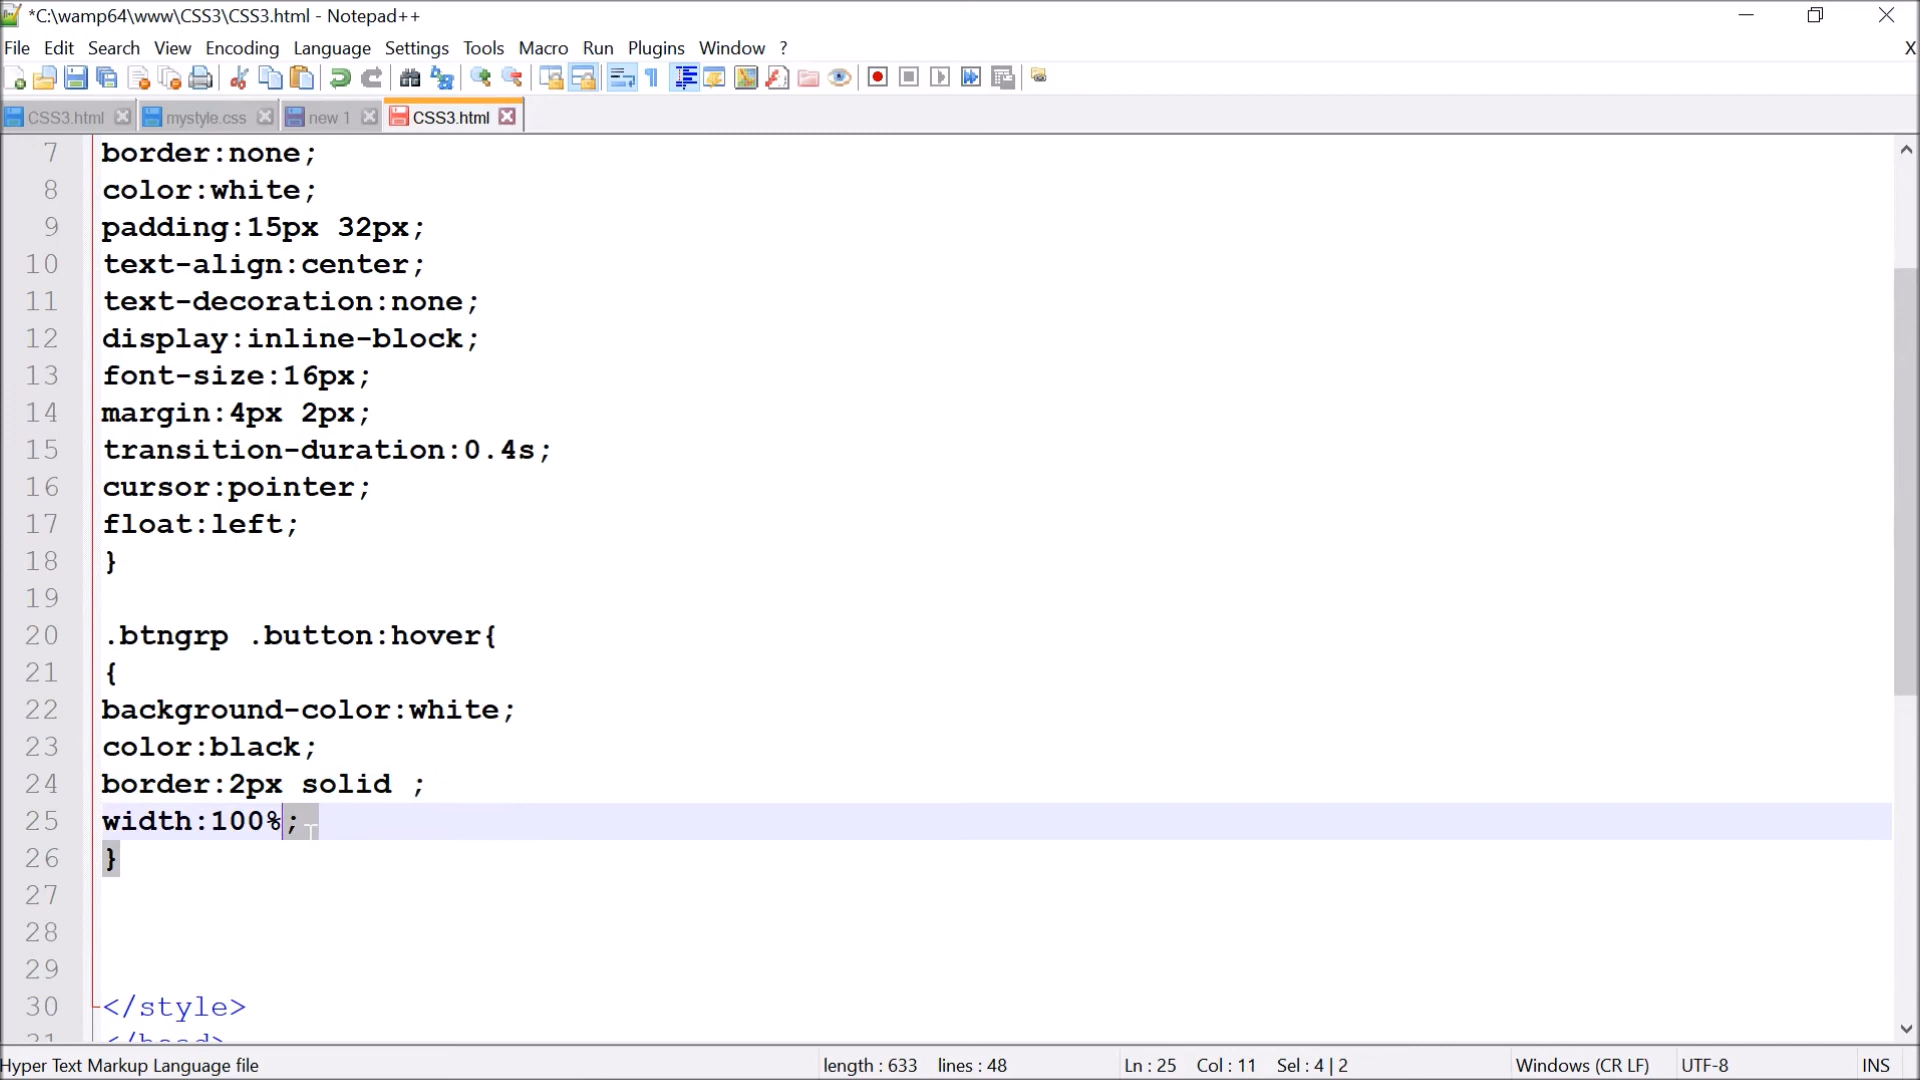 *C:\wamp64\www\CSS3\CSS3.html - Notepad++
File Edit Search View Encoding Language Settings Tools Macro Run Plugins Window ? X
CSS3.html mystyle.css new 1 CSS3.html
7 border:none;
8 color:white;
9 padding:15px 32px;
10 text-align:center;
11 text-decoration:none;
12 display:inline-block;
13 font-size:16px;
14 margin:4px 2px;
15 transition-duration:0.4s;
16 cursor:pointer;
17 float:left;
18 }
19
20 .btngrp .button:hover{
21 {
22 background-color:white;
23 color:black;
24 border:2px solid ;
25 width:100%;
26 }
27
28
29
30 </style>
31 </head>
Hyper Text Markup Language file length : 633 lines : 48 Ln : 25 Col : 11 Sel : 4 | 2 Windows (CR LF) UTF-8 INS